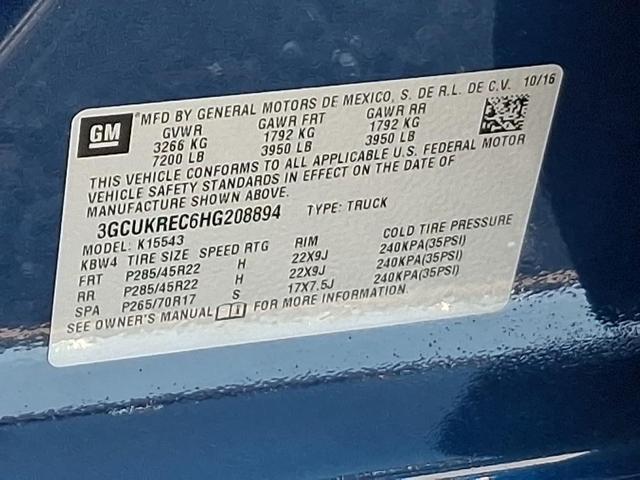 GM
®MFD BY GENERAL MOTORS DE MEXICO, S. DE R.L. DE C.V. 10/16
GVWR GAWR FRT GAWR RR
3266 KG 1792 KG 1792 KG
7200 LB 3950 LB 3950 LB
THIS VEHICLE CONFORMS TO ALL APPLICABLE U.S. FEDERAL MOTOR
VEHICLE SAFETY STANDARDS IN EFFECT ON THE DATE OF
MANUFACTURE SHOWN ABOVE.
3GCUKREC6HG208894 TYPE: TRUCK
MODEL: K15543
KBW4 TIRE SIZE SPEED RTG RIM COLD TIRE PRESSURE
FRT P285/45R22 H 22X9J 240KPA(35PSI)
RR P285/45R22 H 22X9J 240KPA(35PSI)
SPA P265/70R17 S 17X7.5J 240KPA(35PSI)
SEE OWNER'S MANUAL FOR MORE INFORMATION.